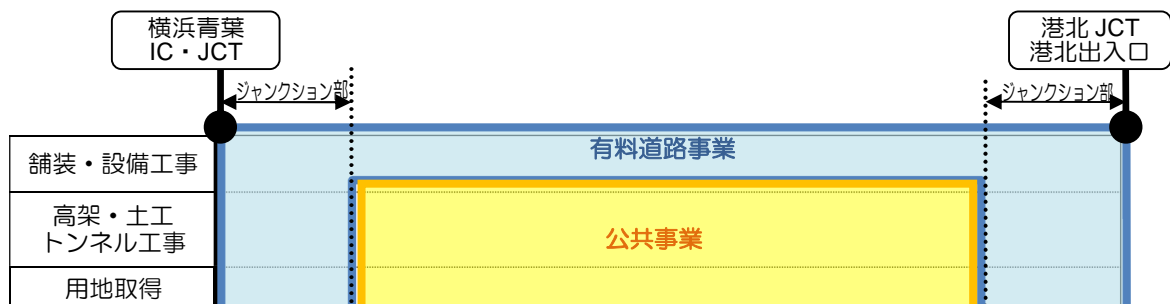 横浜青葉
IC・JCT
港北 JCT
港北出入口
ジャンクション部
ジャンクション部
有料道路事業
舗装・設備工事
高架・土工
トンネル工事
公共事業
用地取得